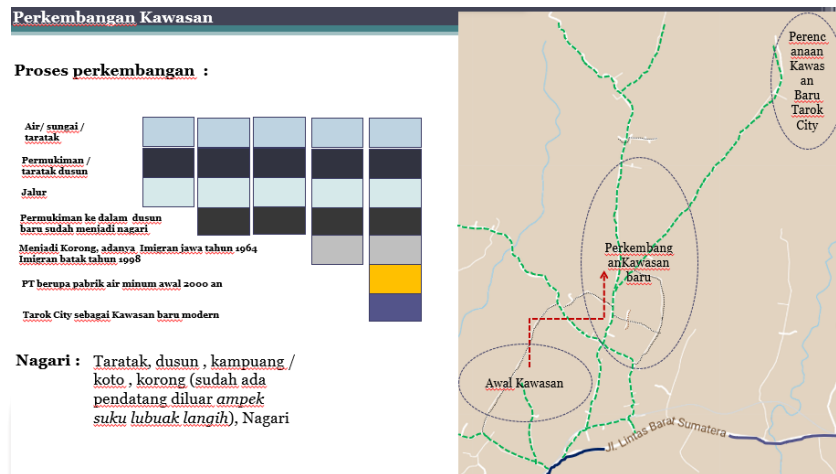 Perkembangan Kawasan
Proses perkembangan :
Air/ sungai /
taratak
Permukiman /
taratak dusun
Jalur
Permukiman ke dalam dusun
baru sudah menjadi nagari
Menjadi Korong, adanya Imigran jawa tahun 1964
Imigran batak tahun 1998
PT berupa pabrik air minum awal 2000 an
Tarok City sebagai Kawasan baru modern
Nagari : Taratak, dusun , kampuang /
koto , korong (sudah ada
pendatang diluar ampek
suku lubuak langih), Nagari
Perenc
anaan
Kawas
an
Baru
Tarok
City
Perkembang
anKawasan
baru
Awal Kawasan
Jl. Lintas Barat Sumatera